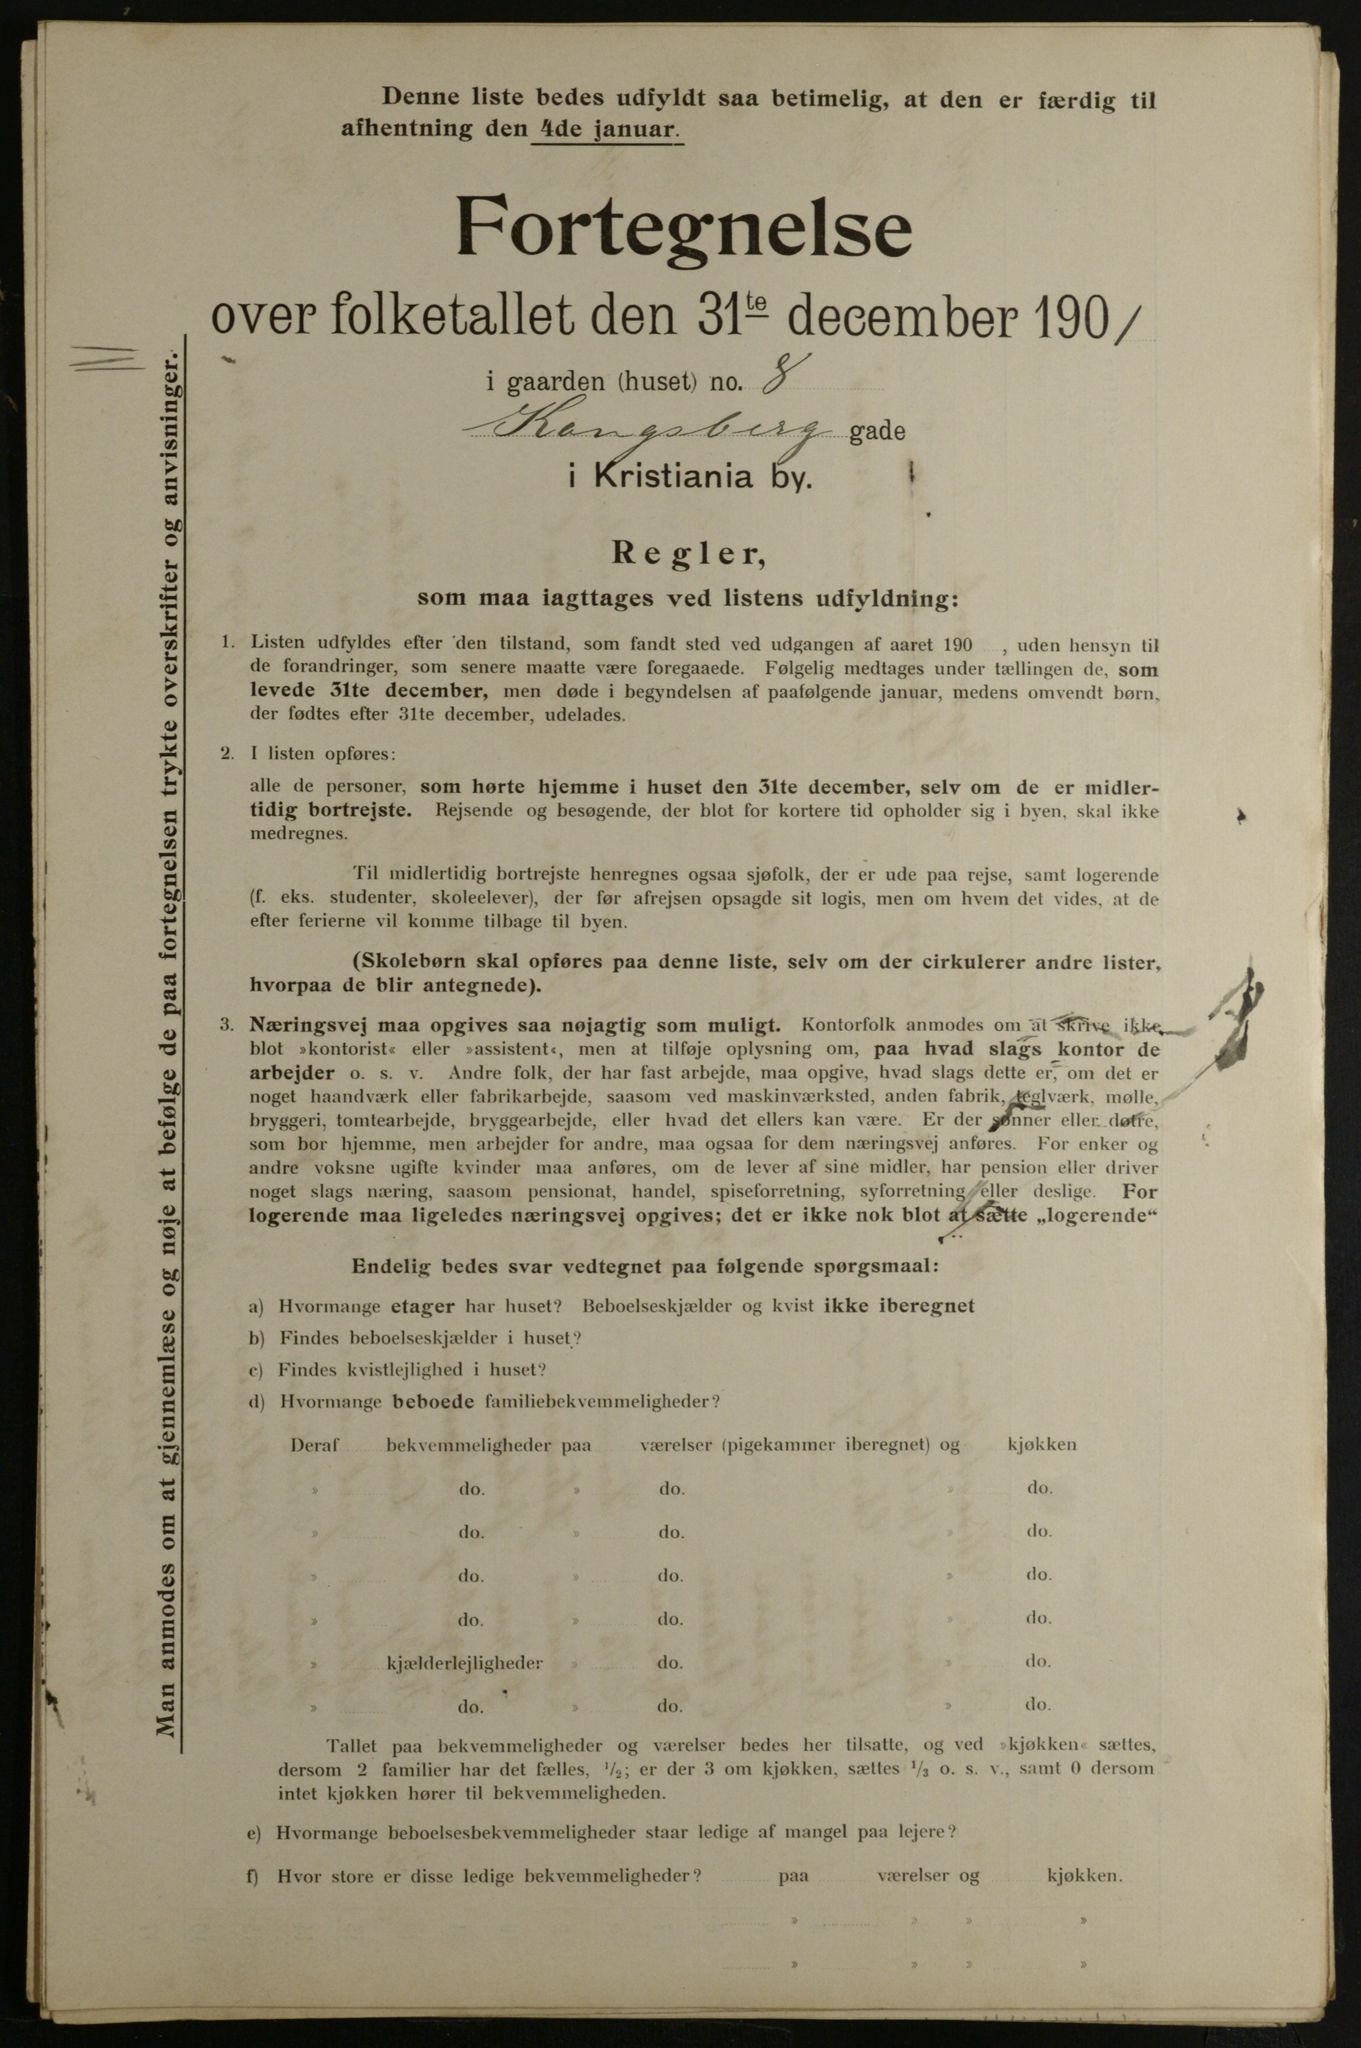 Denne liste bedes udfyldt saa betimelig, at den er færdig til
afhentning den 4de januar.
Fortegnelse
over folketallet den 31te december 1901
i gaarden (huset) no. 8
Kongsberg gade
i Kristiania by.
Regler,
som maa iagttages ved listens udfyldning:
1. Listen udfyldes efter den tilstand, som fandt sted ved udgangen af aaret 190 , uden hensyn til
de forandringer, som senere maatte være foregaaede. Følgelig medtages under tællingen de, som
levede 31te december, men døde i begyndelsen af paafølgende januar, medens omvendt børn,
der fødtes efter 31te december, udelades.
2. I listen opføres:
alle de personer, som hørte hjemme i huset den 31te december, selv om de er midler-
tidig bortrejste. Rejsende og besøgende, der blot for kortere tid opholder sig i byen, skal ikke
medregnes.
Til midlertidig bortrejste henregnes ogsaa sjøfolk, der er ude paa rejse, samt logerende
(f. eks. studenter, skoleelever), der før afrejsen opsagde sit logis, men om hvem det vides, at de
efter ferierne vil komme tilbage til byen.
(Skolebørn skal opføres paa denne liste, selv om der cirkulerer andre lister,
hvorpaa de blir antegnede).
3. Næringsvej maa opgives saa nøjagtig som muligt. Kontorfolk anmodes om at skrive ikke
blot »kontorist« eller »assistent«, men at tilføje oplysning om, paa hvad slags kontor de
arbejder o. s. v. Andre folk, der har fast arbejde, maa opgive, hvad slags dette er, om det er
noget haandværk eller fabrikarbejde, saasom ved maskinværksted, anden fabrik, teglværk, mølle,
bryggeri, tomtearbejde, bryggearbejde, eller hvad det ellers kan være. Er der sønner eller døtre,
som bor hjemme, men arbejder for andre, maa ogsaa for dem næringsvej anføres. For enker og
andre voksne ugifte kvinder maa anføres, om de lever af sine midler, har pension eller driver
noget slags næring, saasom pensionat, handel, spiseforretning, syforretning eller deslige. For
logerende maa ligeledes næringsvej opgives; det er ikke nok blot at sætte „logerende“
Endelig bedes svar vedtegnet paa følgende spørgsmaal:
a) Hvormange etager har huset? Beboelseskjælder og kvist ikke iberegnet
b) Findes beboelseskjælder i huset?
c) Findes kvistlejlighed i huset?
d) Hvormange beboede familiebekvemmeligheder?
Deraf bekvemmeligheder paa værelser (pigekammer iberegnet) og kjøkken
» do. » do. » do.
» do. » do. » do.
» do. » do. » do.
» do. » do. » do.
» kjælderlejligheder » do. » do.
» do. » do. » do.
Tallet paa bekvemmeligheder og værelser bedes her tilsatte, og ved »kjøkken« sættes,
dersom 2 familier har det fælles, 1/2; er der 3 om kjøkken, sættes 1/3 o. s. v., samt 0 dersom
intet kjøkken hører til bekvemmeligheden.
e) Hvormange beboelsesbekvemmeligheder staar ledige af mangel paa lejere?
f) Hvor store er disse ledige bekvemmeligheder? paa værelser og kjøkken.
» » » »
» » » »
Man anmodes om at gjennemlæse og nøje at befølge de paa fortegnelsen trykte overskrifter og anvisninger.